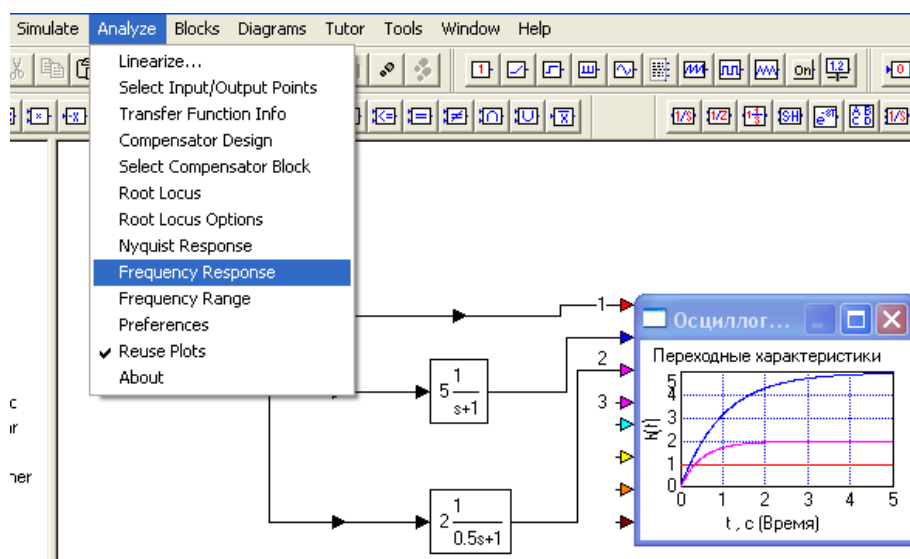 Simulate Analyze Blocks Diagrams Tutor Tools Window Help
Linearize...
Select Input/Output Points
Transfer Function Info
Compensator Design
Select Compensator Block
Root Locus
Root Locus Options
Nyquist Response
Frequency Response
Frequency Range
Preferences
Reuse Plots
About
1
2
3
5 1
s+1
2 1
0.5s+1
Осциллог...
Переходные характеристики
h(t)
5
4
3
2
1
0
0 1 2 3 4 5
t , c (Время)